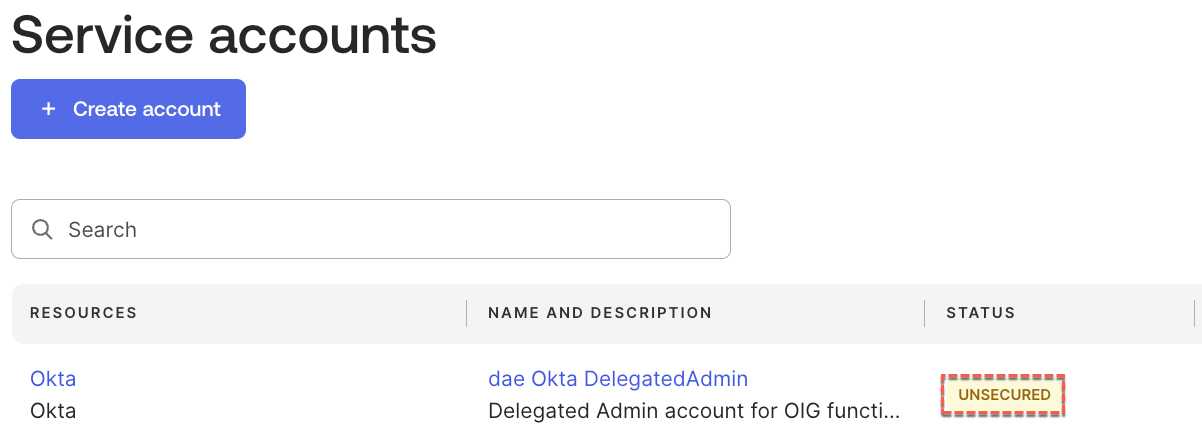 Service accounts
+ Create account
Search
RESOURCES NAME AND DESCRIPTION STATUS
Okta dae Okta DelegatedAdmin UNSECURED
Okta Delegated Admin account for OIG functi...